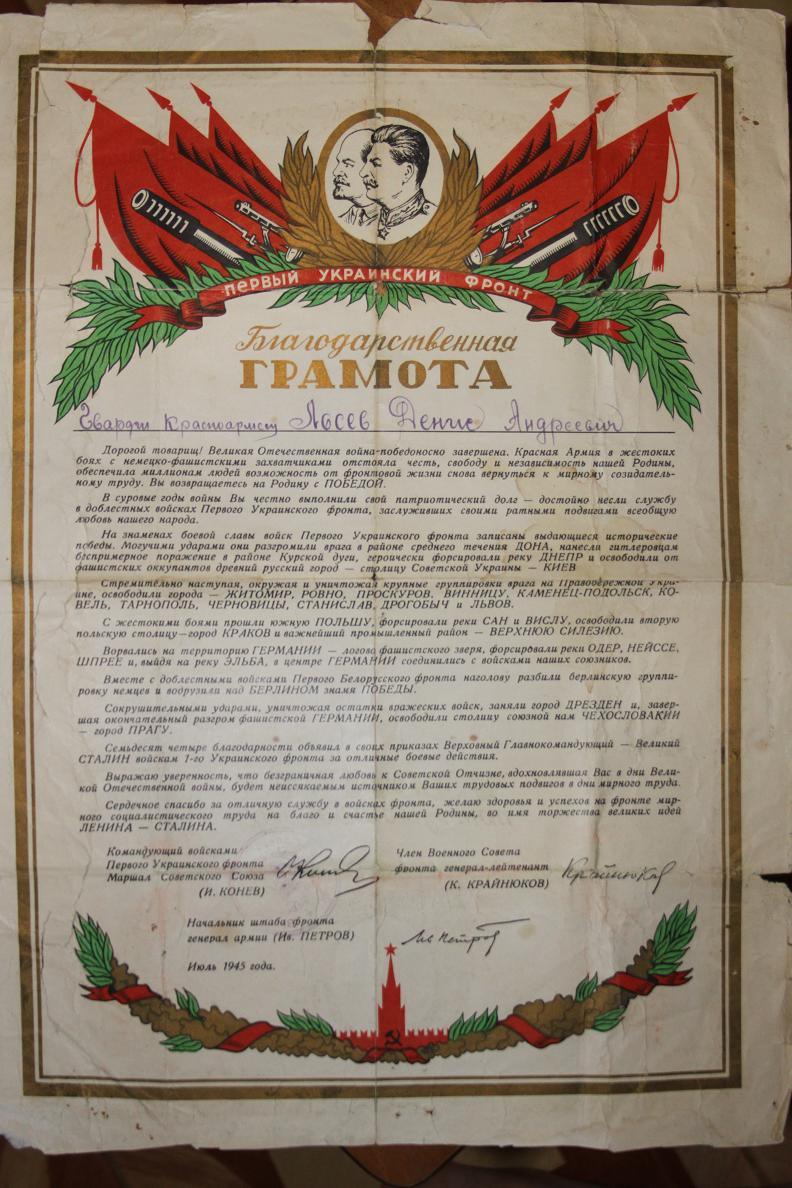 ПЕРВЫЙ УКРАИНСКИЙ ФРОНТ
Благодарственная
ГРАМОТА
Гвардии Красноармеец Лысев Денис Андреевич
Дорогой товарищ! Великая Отечественная война победоносно завершена. Красная Армия в жестоких
боях с немецко-фашистскими захватчиками отстояла честь, свободу и независимость нашей Родины,
обеспечила миллионам людей возможность от фронтовой жизни снова вернуться к мирному созидатель-
ному труду. Вы возвращаетесь на Родину с ПОБЕДОЙ.
В суровые годы войны Вы честно выполнили свой патриотический долг — достойно несли службу
в доблестных войсках Первого Украинского фронта, заслуживших своими ратными подвигами всеобщую
любовь нашего народа.
На знаменах боевой славы войск Первого Украинского фронта записаны выдающиеся исторические
победы. Могучими ударами они разгромили врага в районе среднего течения ДОНА, нанесли гитлеровцам
беспримерное поражение в районе Курской дуги, героически форсировали реку ДНЕПР и освободили от
фашистских оккупантов древний русский город — столицу Советской Украины — КИЕВ
Стремительно наступая, окружая и уничтожая крупные группировки врага на Правобережной Укра-
ине, освободили города — ЖИТОМИР, РОВНО, ПРОСКУРОВ, ВИННИЦУ, КАМЕНЕЦ-ПОДОЛЬСК, КО-
ВЕЛЬ, ТАРНОПОЛЬ, ЧЕРНОВИЦЫ, СТАНИСЛАВ, ДРОГОБЫЧ и ЛЬВОВ.
С жестокими боями прошли южную ПОЛЬШУ, форсировали реки САН и ВИСЛУ, освободили вторую
польскую столицу — город КРАКОВ и важнейший промышленный район — ВЕРХНЮЮ СИЛЕЗИЮ.
Ворвались на территорию ГЕРМАНИИ — логово фашистского зверя, форсировали реки ОДЕР, НЕЙССЕ,
ШПРЕЕ и, выйдя на реку ЭЛЬБА, в центре ГЕРМАНИИ соединились с войсками наших союзников.
Вместе с доблестными войсками Первого Белорусского фронта наголову разбили берлинскую группи-
ровку немцев и водрузили над БЕРЛИНОМ знамя ПОБЕДЫ.
Сокрушительными ударами, уничтожая остатки вражеских войск, заняли город ДРЕЗДЕН и, завер-
шая окончательный разгром фашистской ГЕРМАНИИ, освободили столицу союзной нам ЧЕХОСЛОВАКИИ
— город ПРАГУ.
Семьдесят четыре благодарности объявил в своих приказах Верховный Главнокомандующий — Великий
СТАЛИН войскам 1-го Украинского фронта за отличные боевые действия.
Выражаю уверенность, что безграничная любовь к Советской Отчизне, вдохновлявшая Вас в дни Вели-
кой Отечественной войны, будет неиссякаемым источником Ваших трудовых подвигов в дни мирного труда.
Сердечное спасибо за отличную службу в войсках фронта, желаю здоровья и успехов на фронте мир-
ного социалистического труда на благо и счастье нашей Родины, во имя торжества великих идей
ЛЕНИНА — СТАЛИНА.
Командующий войсками
Первого Украинского фронта
Маршал Советского Союза
(И. КОНЕВ)
Член Военного Совета
фронта генерал-лейтенант
(К. КРАЙНЮКОВ)
Крайнюков
Начальник штаба фронта
генерал армии (Ив. ПЕТРОВ)
Ив Петров
Июль 1945 года.